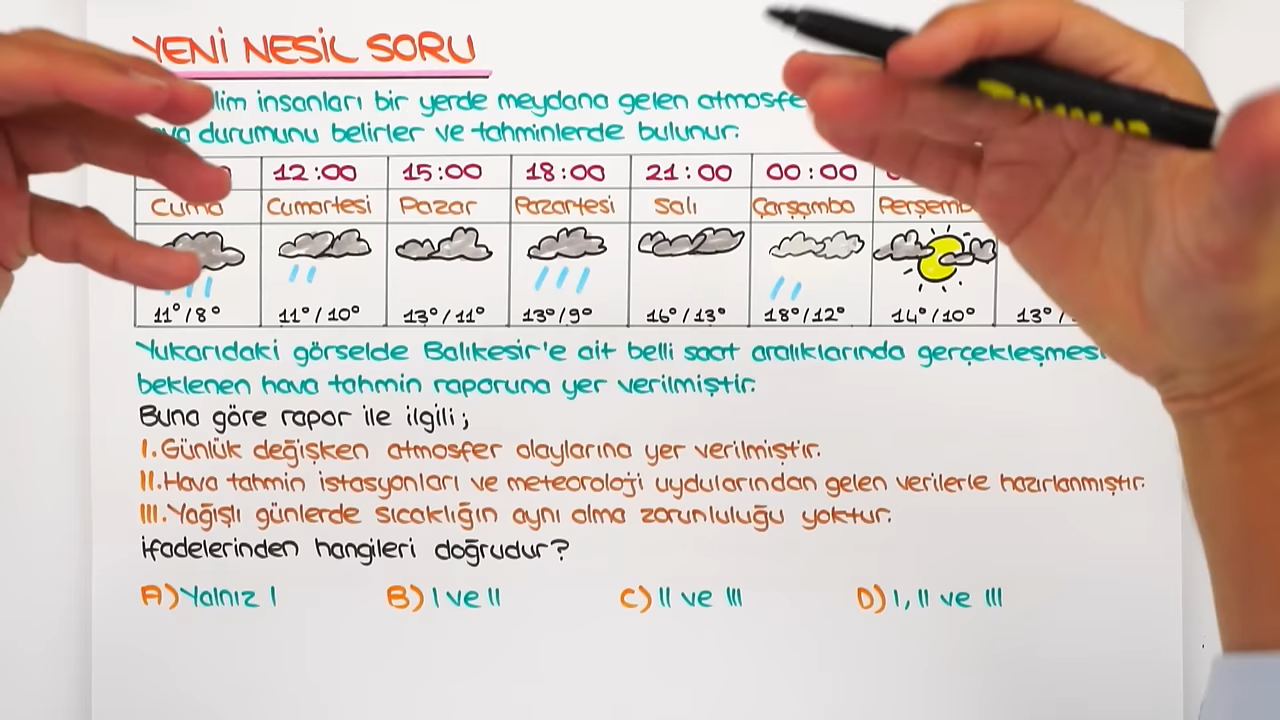 YENİ NESİL SORU
insanları bir yerde meydana gelen
durumunu belirler ve tahminlerde bulunur.
12:00 15:00 18:00 21:00 00:00
Cuma Cumartesi Pazar Pazartesi Salı Çarşamba
11°/8° 11°/10° 13°/11° 13°/9° 16°/13° 18°/12° 14°/10° 13°/
Yukarıdaki görselde Balıkesir'e ait belli saat aralıklarında gerçekleşmesi
beklenen hava tahmin raporuna yer verilmiştir.
Buna göre rapor ile ilgili;
I. Günlük değişken atmosfer olaylarına yer verilmiştir.
II. Hava tahmin istasyonları ve meteoroloji uydularından gelen verilerle hazırlanmıştır.
III. Yağışlı günlerde sıcaklığın aynı olma zorunluluğu yoktur.
ifadelerinden hangileri doğrudur?
A) Yalnız I B) I ve II C) II ve III D) I, II ve III